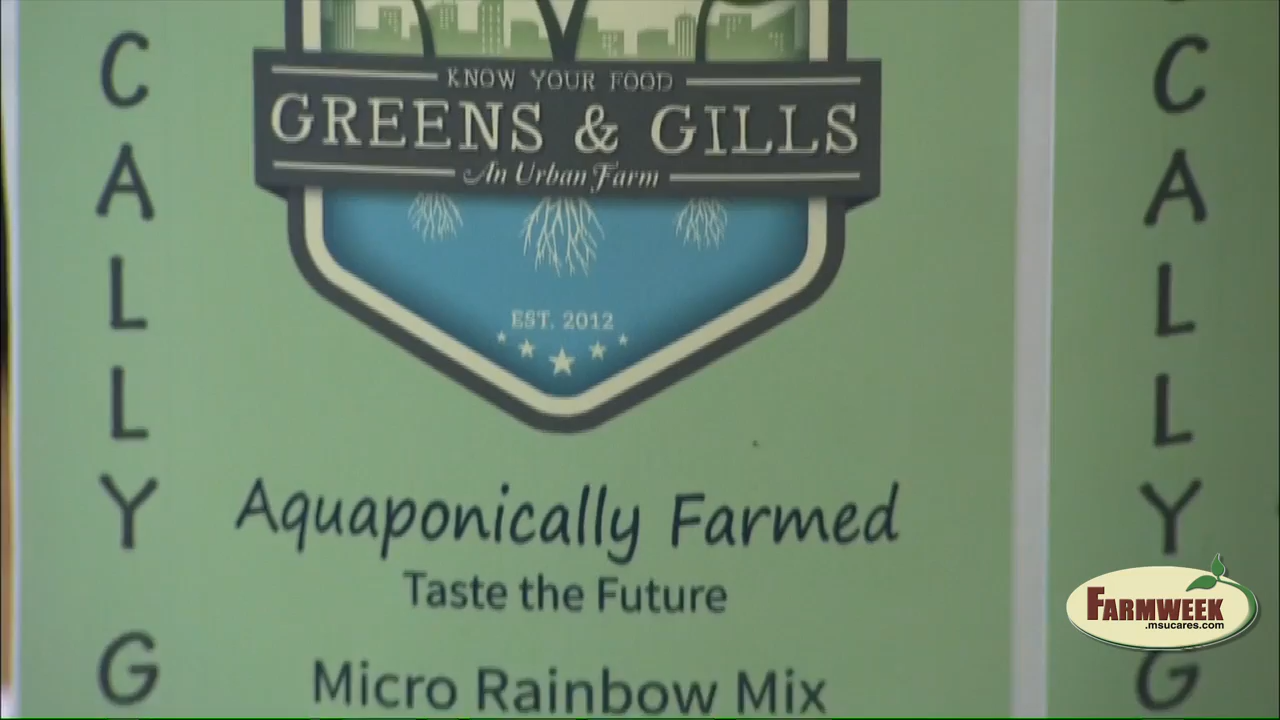 KNOW YOUR FOOD
GREENS & GILLS
An Urban Farm
EST. 2012
Aquaponically Farmed
Taste the Future
Micro Rainbow Mix
C
A
L
L
Y
G
C
A
L
L
Y
G
FARMWEEK
.msucares.com